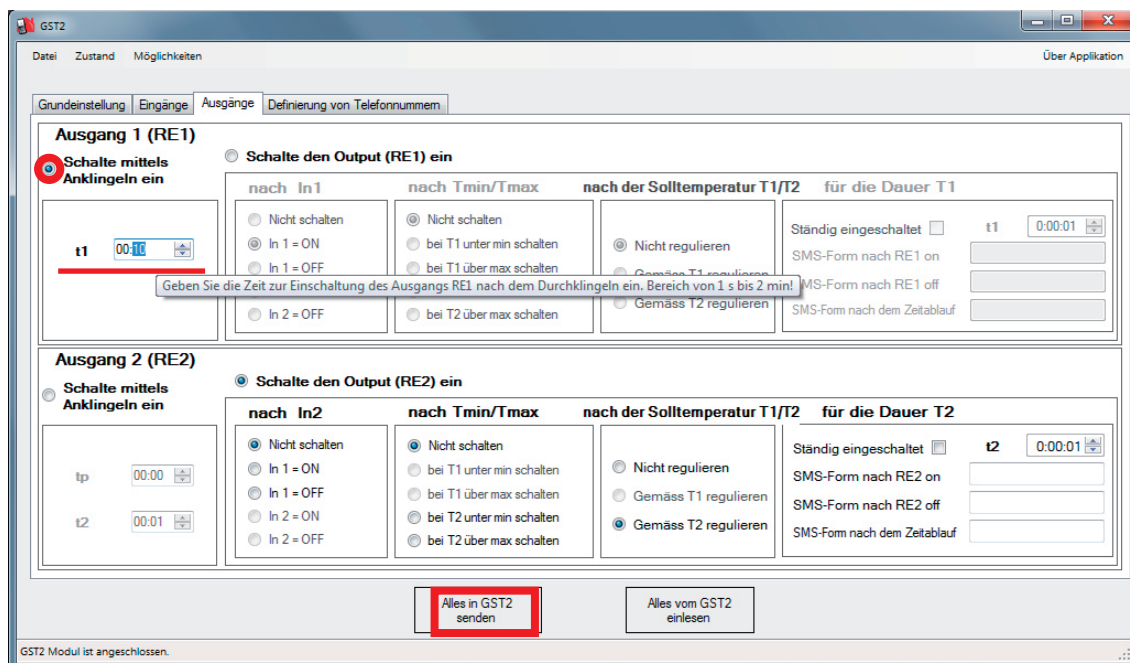 GST2
Datei Zustand Möglichkeiten Über Applikation
Grundeinstellung Eingänge Ausgänge Definierung von Telefonnummern
Ausgang 1 (RE1)
Schalte mittels
Anklingeln ein
Schalte den Output (RE1) ein
nach In1 nach Tmin/Tmax nach der Solltemperatur T1/T2 für die Dauer T1
t1 00:10
Nicht schalten
In 1 = ON
In 1 = OFF
In 2 = OFF
Nicht schalten
bei T1 unter min schalten
bei T1 über max schalten
bei T2 über max schalten
Nicht regulieren
Gemäss T1 regulieren
Gemäss T2 regulieren
Ständig eingeschaltet t1 0:00:01
SMS-Form nach RE1 on
SMS-Form nach RE1 off
SMS-Form nach dem Zeitablauf
Geben Sie die Zeit zur Einschaltung des Ausgangs RE1 nach dem Durchklingeln ein. Bereich von 1 s bis 2 min!
Ausgang 2 (RE2)
Schalte mittels
Anklingeln ein
Schalte den Output (RE2) ein
nach In2 nach Tmin/Tmax nach der Solltemperatur T1/T2 für die Dauer T2
tp 00:00
t2 00:01
Nicht schalten
In 1 = ON
In 1 = OFF
In 2 = ON
In 2 = OFF
Nicht schalten
bei T1 unter min schalten
bei T1 über max schalten
bei T2 unter min schalten
bei T2 über max schalten
Nicht regulieren
Gemäss T1 regulieren
Gemäss T2 regulieren
Ständig eingeschaltet t2 0:00:01
SMS-Form nach RE2 on
SMS-Form nach RE2 off
SMS-Form nach dem Zeitablauf
Alles in GST2
senden
Alles vom GST2
einlesen
GST2 Modul ist angeschlossen.